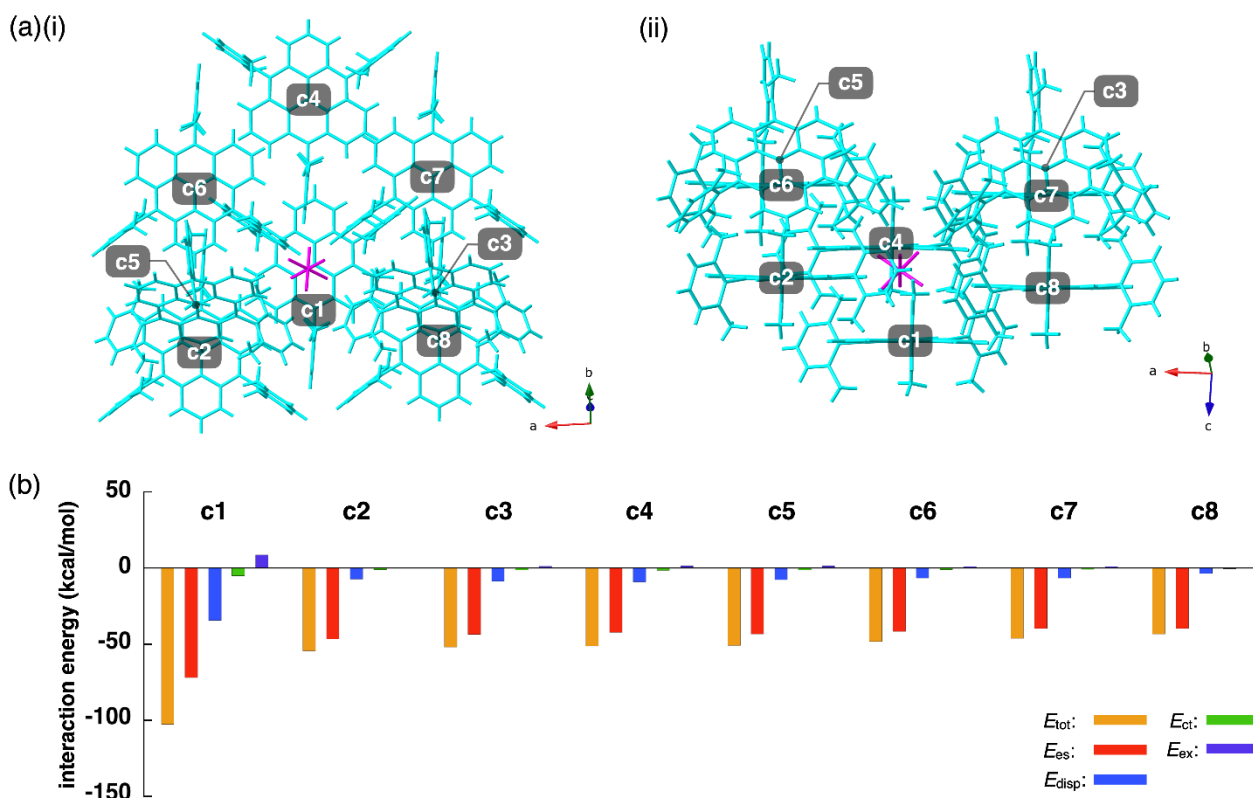 (a)(i)
(ii)
c4
c6
c7
c5
c3
c1
c2
c8
b
c
a
c5
c3
c6
c7
c4
c2
c8
c1
b
a
c
(b)
interaction energy (kcal/mol)
50
0
-50
-100
-150
c1 c2 c3 c4 c5 c6 c7 c8
Etot: Ect:
Ees: Eex:
Edisp: